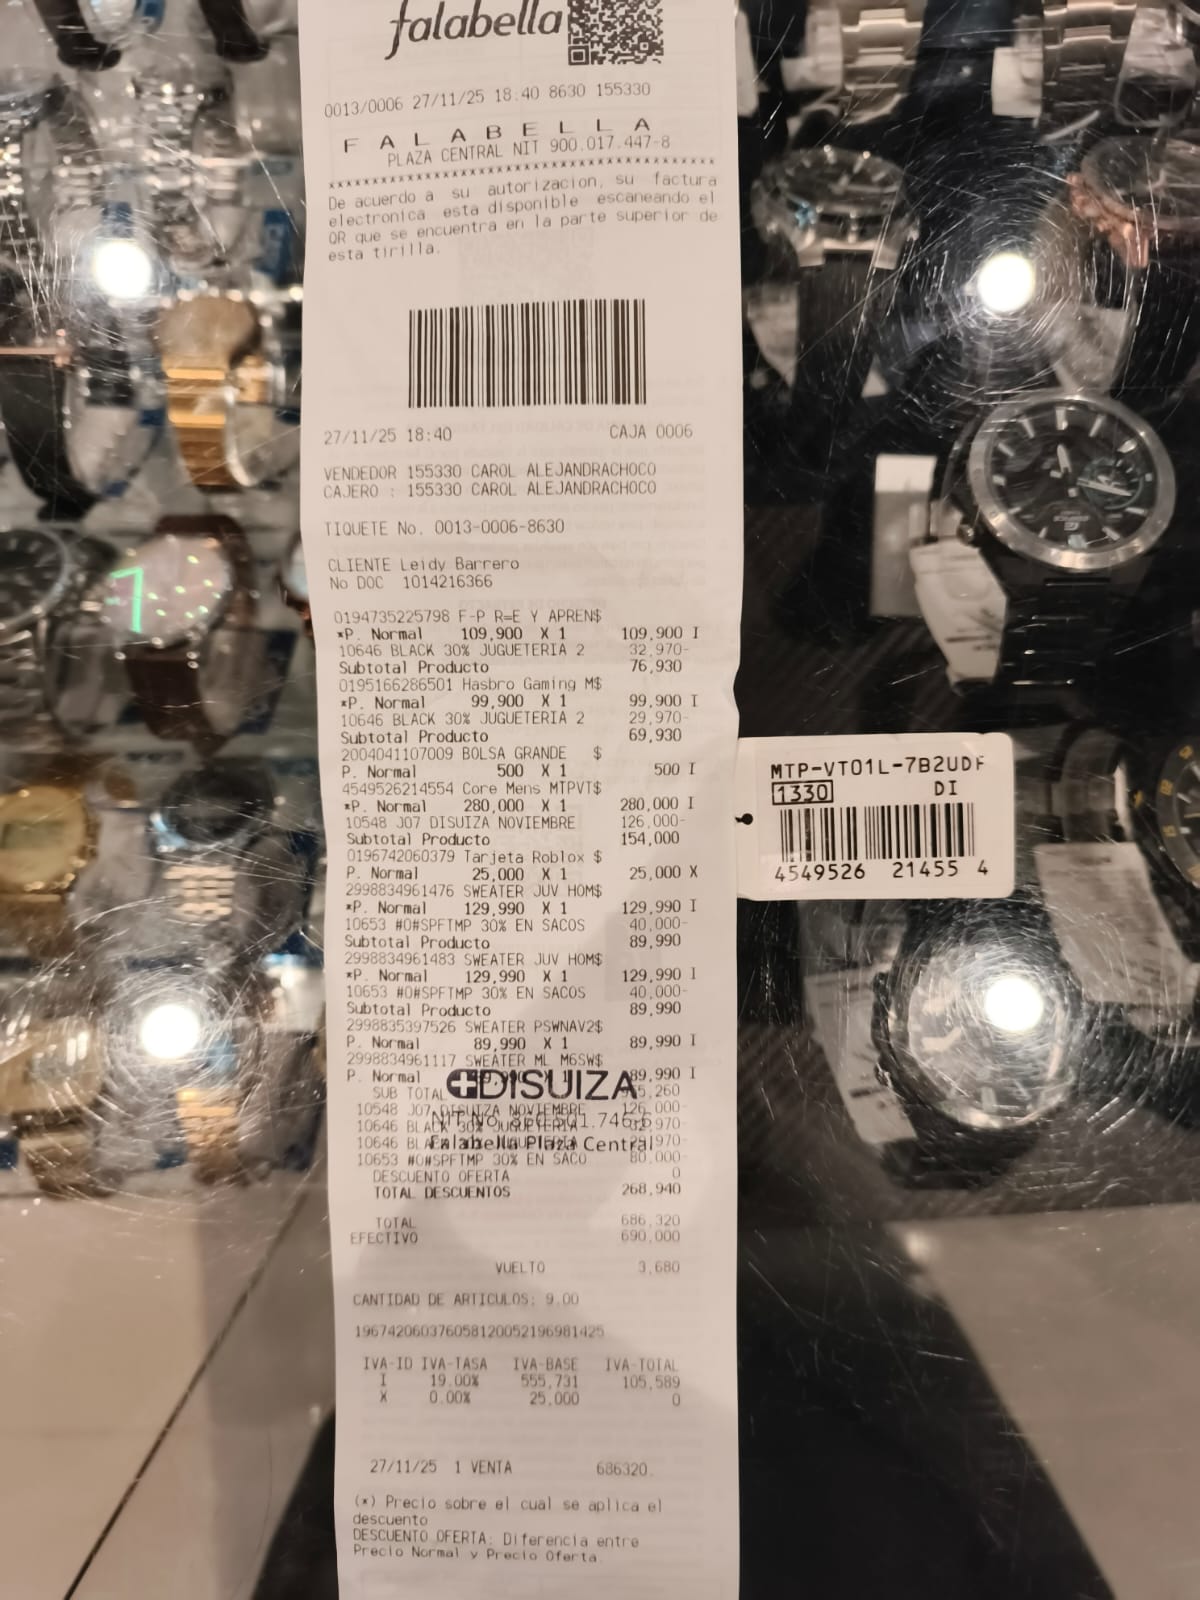 falabella
0013/0006 27/11/25 18:40 8630 155330
F A L A B E L L A
PLAZA CENTRAL NIT 900.017.447-8
De acuerdo a su autorizacion, su factura
electronica esta disponible escaneando el
QR que se encuentra en la parte superior de
esta tirilla.
27/11/25 18:40 CAJA 0006
VENDEDOR 155330 CAROL ALEJANDRACHOCO
CAJERO : 155330 CAROL ALEJANDRACHOCO
TIQUETE No. 0013-0006-8630
CLIENTE Leidy Barrero
No DOC 1014216366
0194735225798 F-P R=E Y APREN$
*P. Normal 109,900 X 1 109,900 I
10646 BLACK 30% JUGUETERIA 2 32,970-
Subtotal Producto 76,930
0195166286501 Hasbro Gaming M$
*P. Normal 99,900 X 1 99,900 I
10646 BLACK 30% JUGUETERIA 2 29,970-
Subtotal Producto 69,930
2004041107009 BOLSA GRANDE $
P. Normal 500 X 1 500 I
4549526214554 Core Mens MTPVT$
*P. Normal 280,000 X 1 280,000 I
10548 J07 DISUIZA NOVIEMBRE 126,000-
Subtotal Producto 154,000
0196742060379 Tarjeta Roblox $
P. Normal 25,000 X 1 25,000 X
2998834961476 SWEATER JUV HOM$
*P. Normal 129,990 X 1 129,990 I
10653 #O#SPFTMP 30% EN SACOS 40,000-
Subtotal Producto 89,990
2998834961483 SWEATER JUV HOM$
*P. Normal 129,990 X 1 129,990 I
10653 #O#SPFTMP 30% EN SACOS 40,000-
Subtotal Producto 89,990
2998835397526 SWEATER PSWNAV2$
P. Normal 89,990 X 1 89,990 I
2998834961117 SWEATER ML M6SW$
P. Normal 89,990 I
DISUIZA
SUB TOTAL
10548 J07 DISUIZA NOVIEMBRE 126,000-
NIT No.
10646 BLACK 30% JUGUETERIA
10646
Falabella Plaza Central
10653 #O#SPFTMP 30% EN SACO 80,000-
DESCUENTO OFERTA 0
TOTAL DESCUENTOS 268,940
TOTAL 686,320
EFECTIVO 690,000
VUELTO 3,680
CANTIDAD DE ARTICULOS: 9.00
1967420603760581200521969​81425
IVA-ID IVA-TASA IVA-BASE IVA-TOTAL
I 19.00% 555,731 105,589
X 0.00% 25,000 0
27/11/25 1 VENTA 686320.
(*) Precio sobre el cual se aplica el
descuento
DESCUENTO OFERTA: Diferencia entre
Precio Normal y Precio Oferta.
MTP-VT01L-7B2UDF
1330 DI
4549526 21455 4